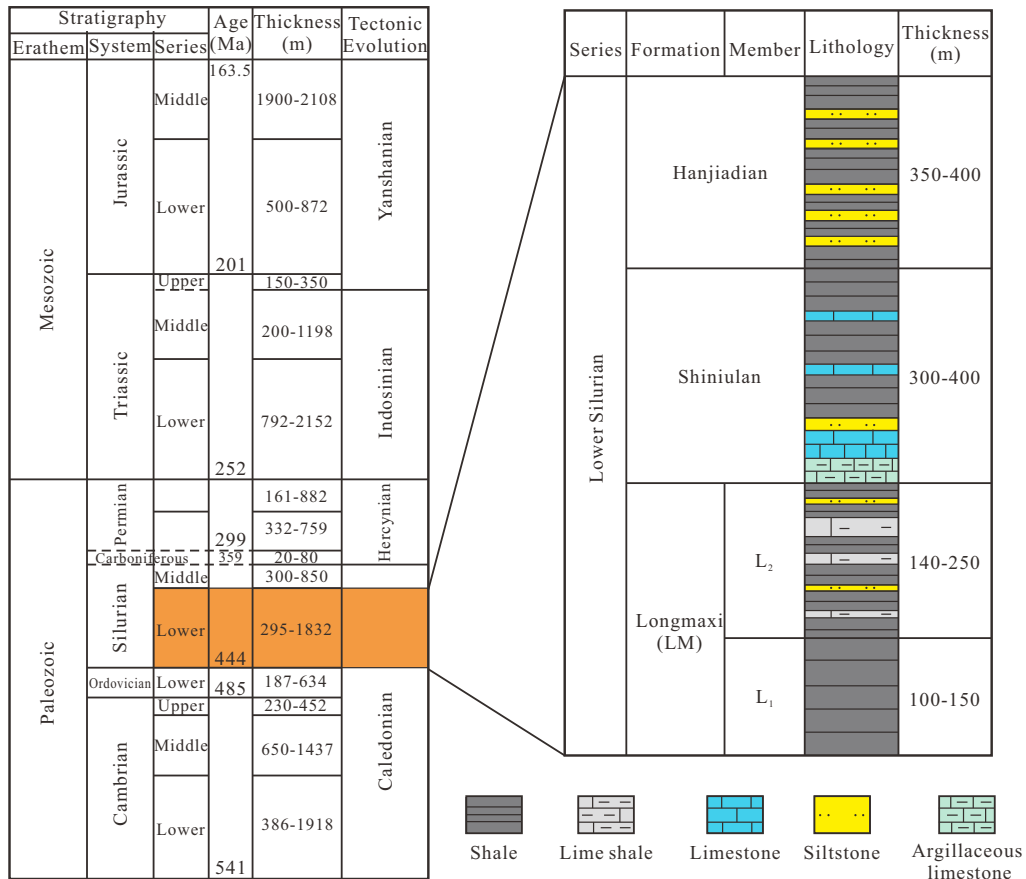 Stratigraphy
Age
(Ma)
Thickness
(m)
Tectonic
Evolution
Erathem
System
Series
163.5
Mesozoic
Jurassic
Middle
1900-2108
Yanshanian
Lower
500-872
201
Triassic
Upper
150-350
Middle
200-1198
Indosinian
Lower
792-2152
252
Paleozoic
Permian
161-882
Hercynian
332-759
299
Carboniferous
359
20-80
Silurian
Middle
300-850
Lower
295-1832
444
Ordovician
Lower
485
187-634
Caledonian
Cambrian
Upper
230-452
Middle
650-1437
Lower
386-1918
541
Series
Formation
Member
Lithology
Thickness
(m)
Lower Silurian
Hanjiadian
350-400
Shiniulan
300-400
Longmaxi
(LM)
L2
140-250
L1
100-150
Shale
Lime shale
Limestone
Siltstone
Argillaceous
limestone